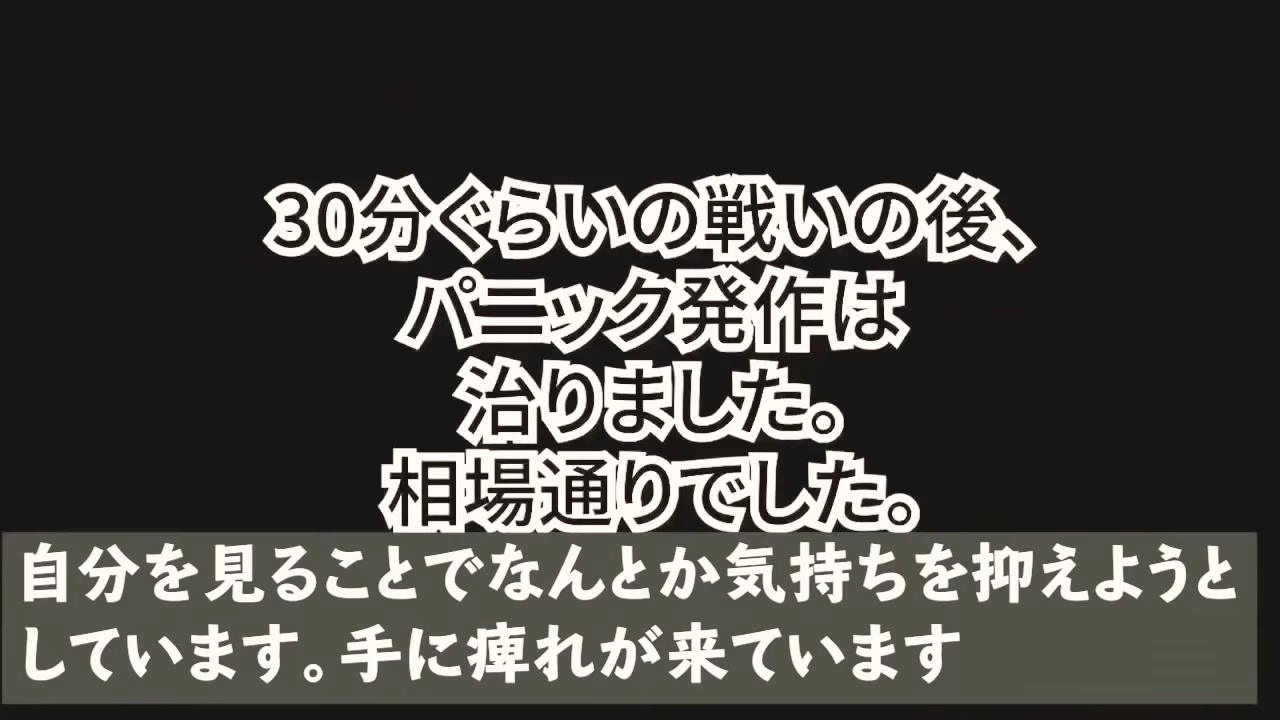 30分ぐらいの戦いの後、
パニック発作は
治りました。
相場通りでした。
自分を見ることでなんとか気持ちを抑えようと
しています。手に痺れが来ています